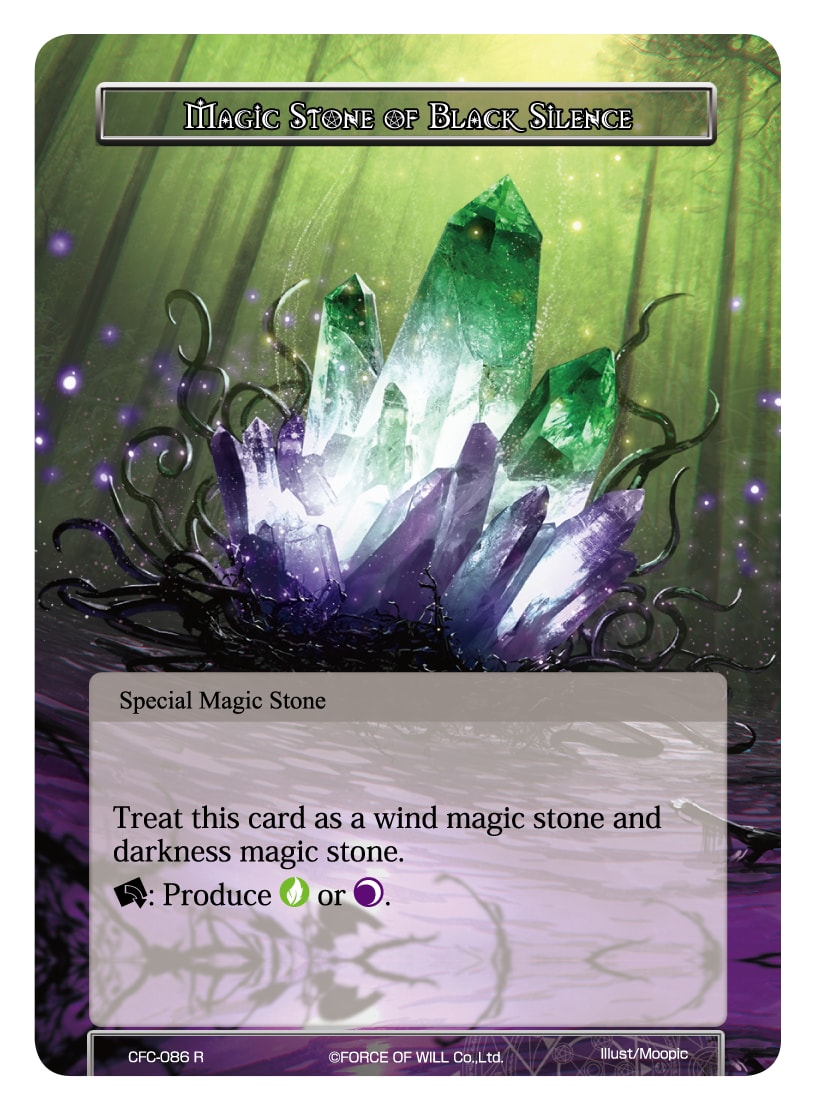 Magic Stone of Black Silence
Special Magic Stone
Treat this card as a wind magic stone and
darkness magic stone.
: Produce or .
CFC-086 R
©FORCE OF WILL Co.,Ltd.
Illust/Moopic